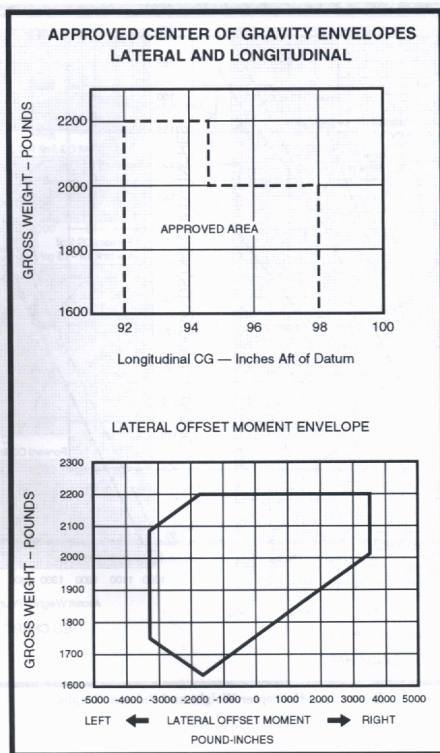 APPROVED CENTER OF GRAVITY ENVELOPES
LATERAL AND LONGITUDINAL
GROSS WEIGHT – POUNDS
2200
2000
1800
1600
APPROVED AREA
92 94 96 98 100
Longitudinal CG — Inches Aft of Datum
LATERAL OFFSET MOMENT ENVELOPE
GROSS WEIGHT – POUNDS
2300
2200
2100
2000
1900
1800
1700
1600
-5000 -4000 -3000 -2000 -1000 0 1000 2000 3000 4000 5000
LEFT ← LATERAL OFFSET MOMENT → RIGHT
POUND-INCHES